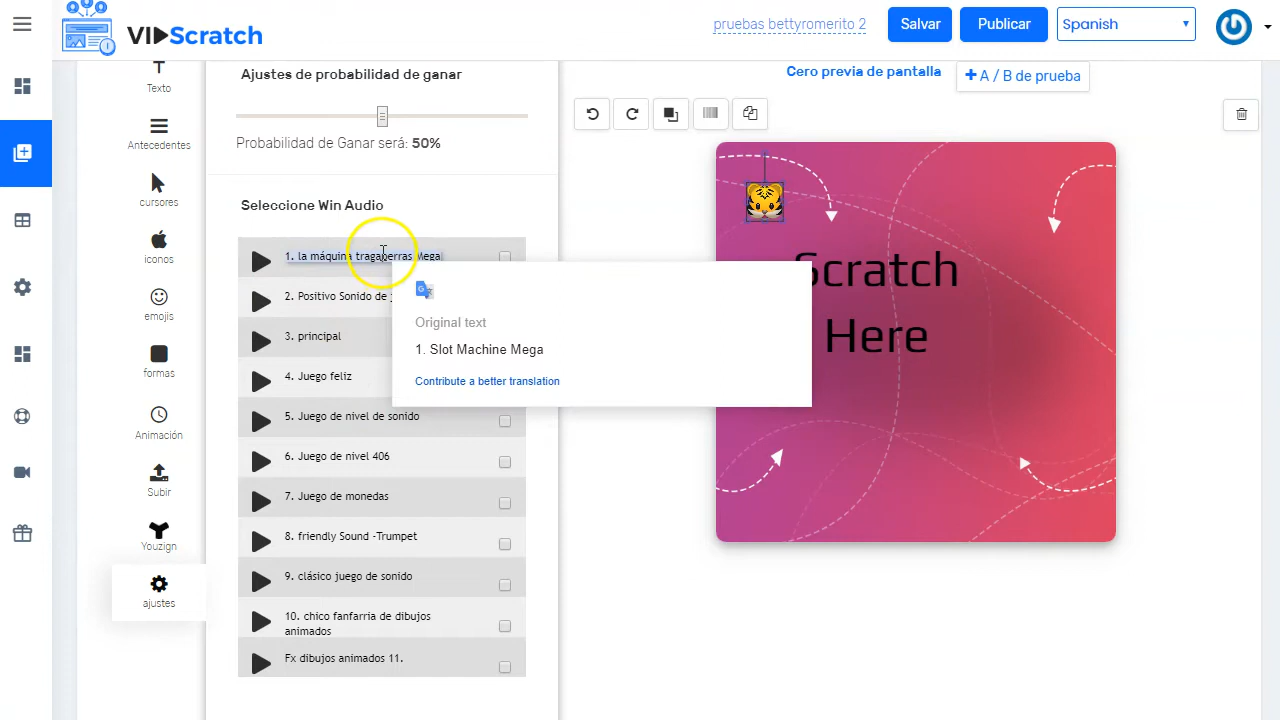 VIDScratch
pruebas bettyromerito 2
Salvar
Publicar
Spanish
Texto
Antecedentes
cursores
iconos
emojis
formas
Animación
Subir
Youzign
ajustes
Ajustes de probabilidad de ganar
Probabilidad de Ganar será: 50%
Seleccione Win Audio
1. la máquina tragaperras Mega
2. Positivo Sonido de
3. principal
4. Juego feliz
5. Juego de nivel de sonido
6. Juego de nivel 406
7. Juego de monedas
8. friendly Sound -Trumpet
9. clásico juego de sonido
10. chico fanfarria de dibujos
animados
Fx dibujos animados 11.
Original text
1. Slot Machine Mega
Contribute a better translation
Cero previa de pantalla
+ A / B de prueba
Scratch
Here